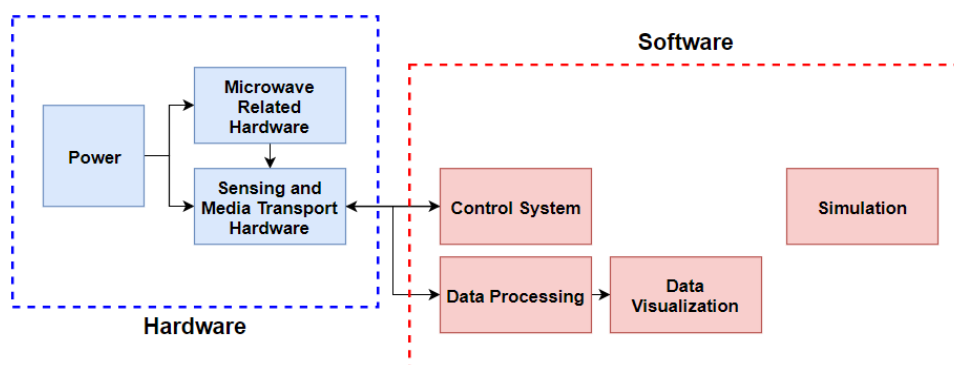 Software
Microwave
Related
Hardware
Power
Sensing and
Media Transport
Hardware
Control System
Simulation
Data Processing
Data
Visualization
Hardware